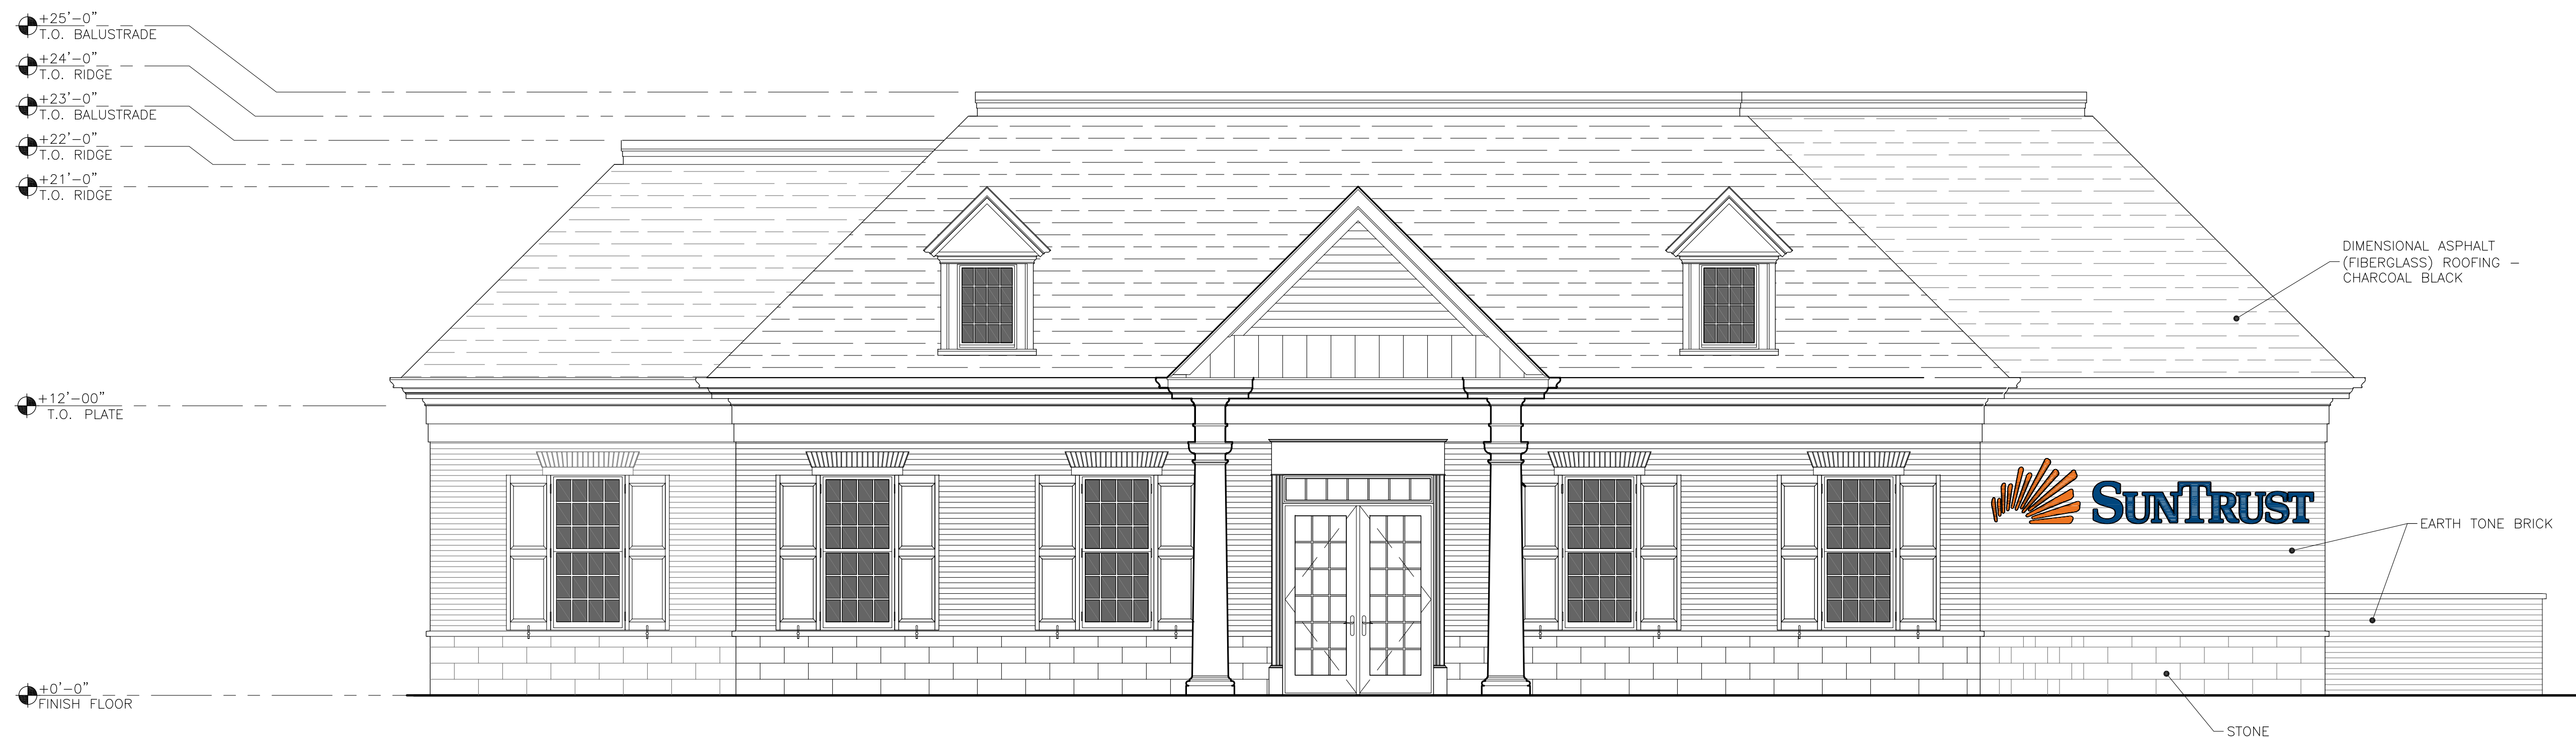 +25'-0"
T.O. BALUSTRADE
+24'-0"
T.O. RIDGE
+23'-0"
T.O. BALUSTRADE
+22'-0"
T.O. RIDGE
+21'-0"
T.O. RIDGE
DIMENSIONAL ASPHALT
(FIBERGLASS) ROOFING –
CHARCOAL BLACK
+12'-00"
T.O. PLATE
SUNTRUST
EARTH TONE BRICK
+0'-0"
FINISH FLOOR
STONE